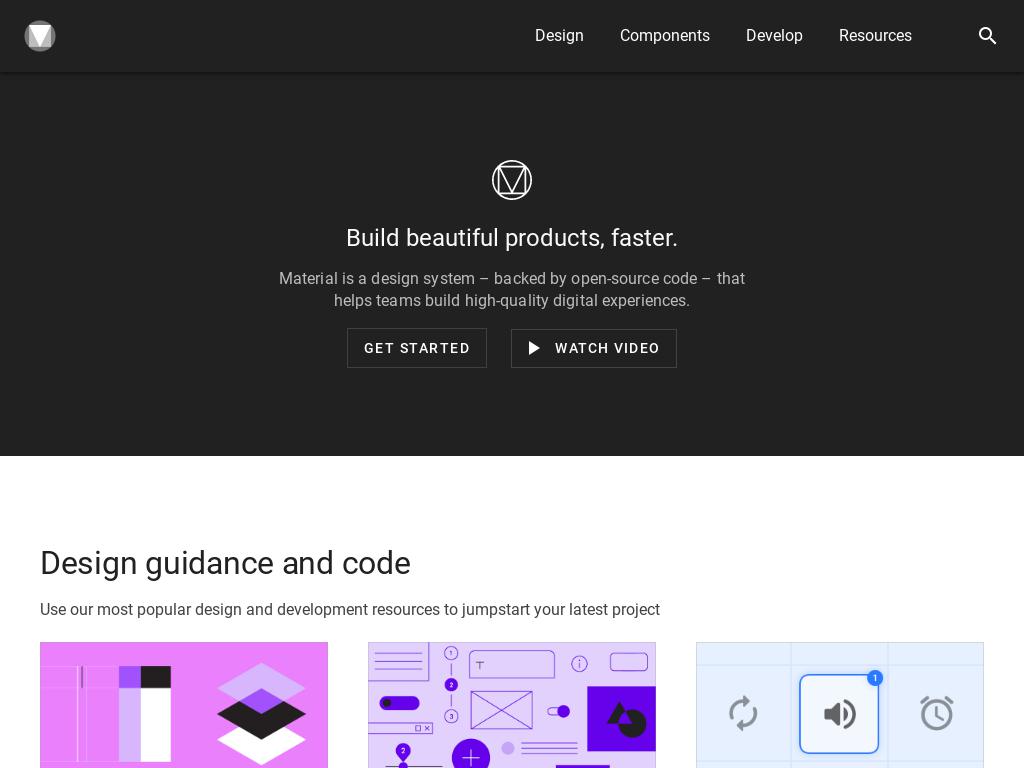 Design
Components
Develop
Resources
Build beautiful products, faster.
Material is a design system – backed by open-source code – that
helps teams build high-quality digital experiences.
GET STARTED
WATCH VIDEO
Design guidance and code
Use our most popular design and development resources to jumpstart your latest project
1
T
i
2
3
2
1